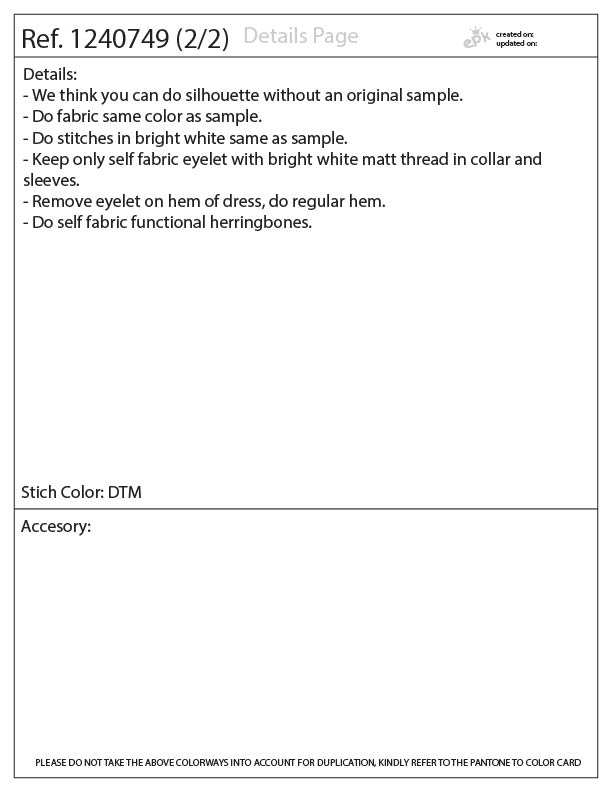 Ref. 1240749 (2/2) Details Page
epk
created on:
updated on:
Details:
- We think you can do silhouette without an original sample.
- Do fabric same color as sample.
- Do stitches in bright white same as sample.
- Keep only self fabric eyelet with bright white matt thread in collar and
sleeves.
- Remove eyelet on hem of dress, do regular hem.
- Do self fabric functional herringbones.
Stich Color: DTM
Accesory:
PLEASE DO NOT TAKE THE ABOVE COLORWAYS INTO ACCOUNT FOR DUPLICATION, KINDLY REFER TO THE PANTONE TO COLOR CARD